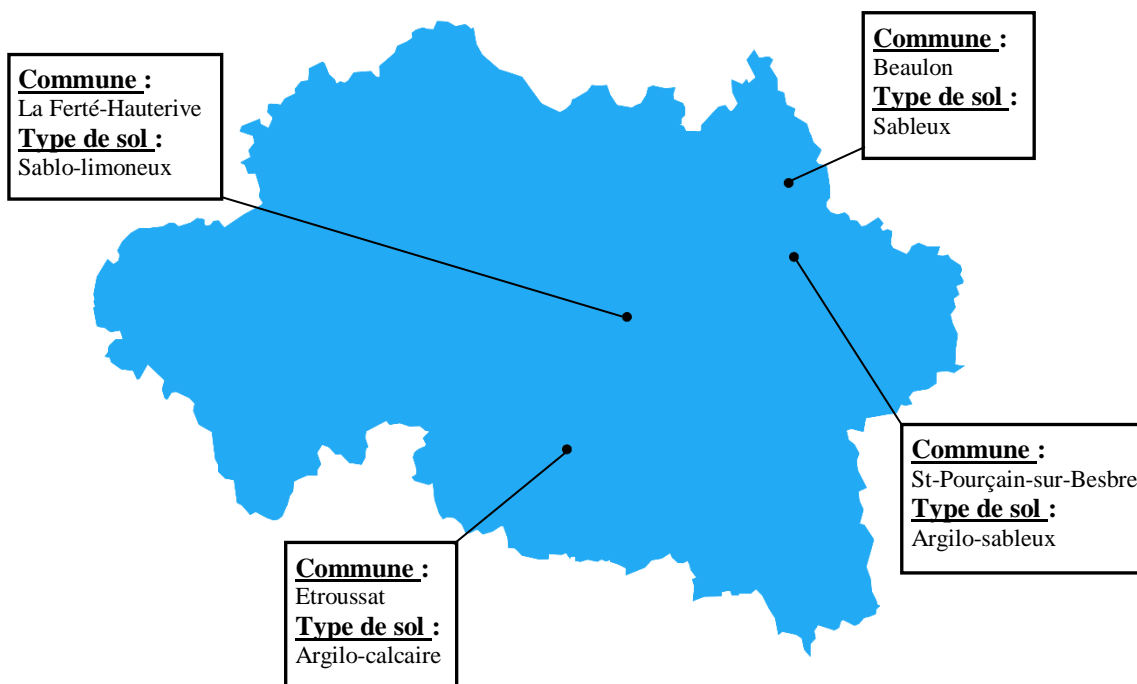 Commune :
La Ferté-Hauterive
Type de sol :
Sablo-limoneux
Commune :
Beaulon
Type de sol :
Sableux
Commune :
St-Pourçain-sur-Besbre
Type de sol :
Argilo-sableux
Commune :
Etroussat
Type de sol :
Argilo-calcaire